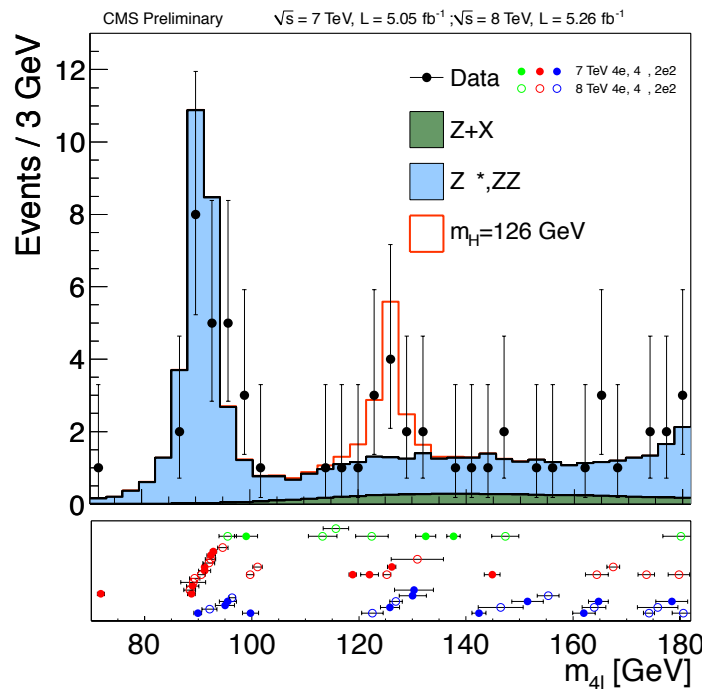 CMS Preliminary √s = 7 TeV, L = 5.05 fb⁻¹ ;√s = 8 TeV, L = 5.26 fb⁻¹
Events / 3 GeV
12
10
8
6
4
2
0
Data
7 TeV 4e, 4 , 2e2
8 TeV 4e, 4 , 2e2
Z+X
Z *,ZZ
m_H=126 GeV
80 100 120 140 160 180
m_4l [GeV]